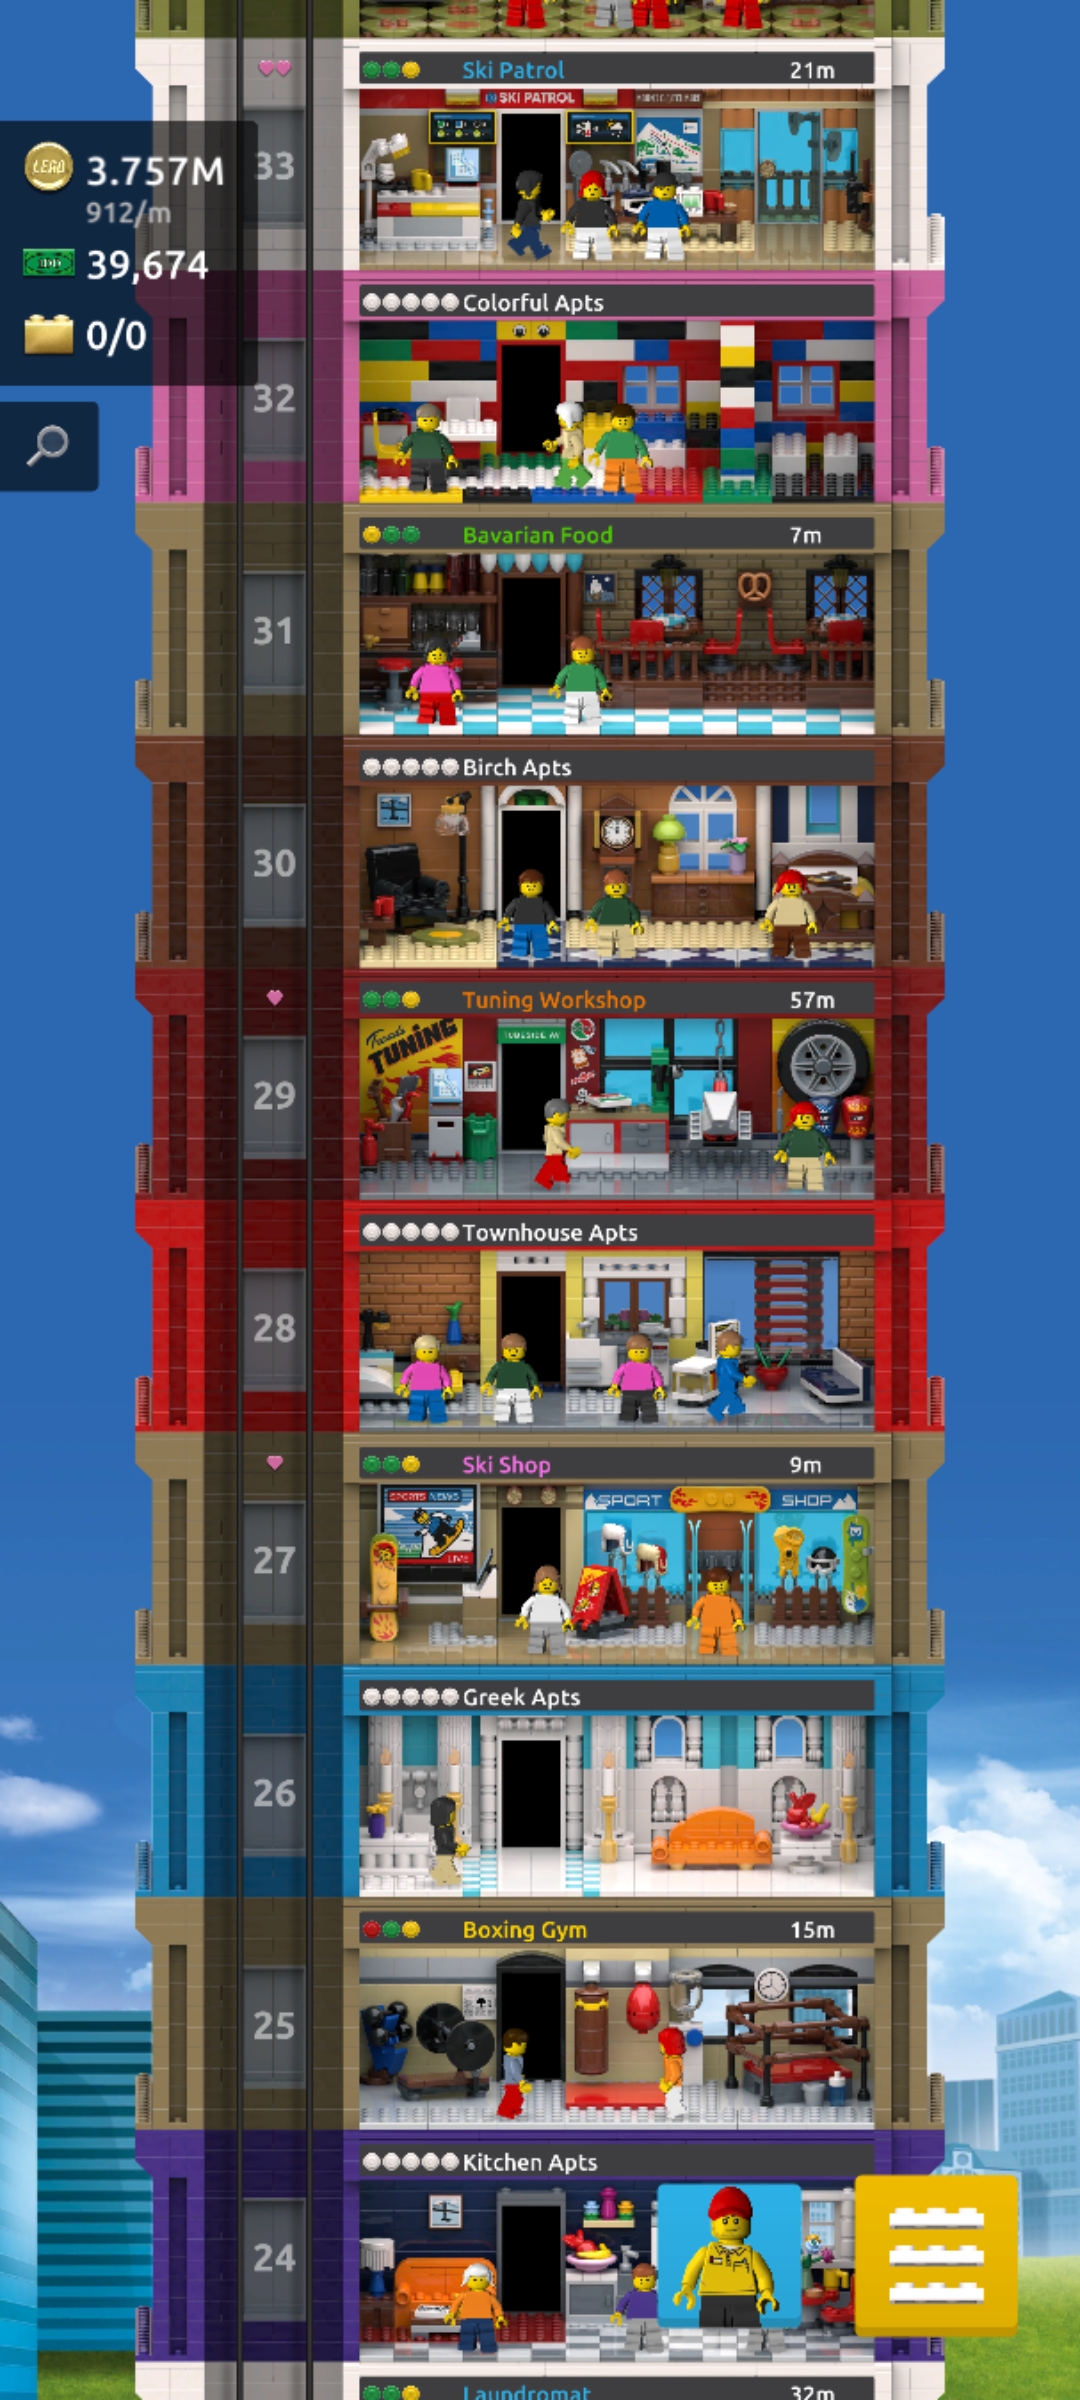 Ski Patrol 21m
SKI PATROL
33
LEGO 3.757M
912/m
39,674
0/0
Colorful Apts
32
Bavarian Food 7m
31
Birch Apts
30
Tuning Workshop 57m
TUNING
29
Townhouse Apts
28
Ski Shop 9m
SPORTS NEWS
LIVE
SPORT SHOP
27
Greek Apts
26
Boxing Gym 15m
25
Kitchen Apts
24
Laundromat 32m